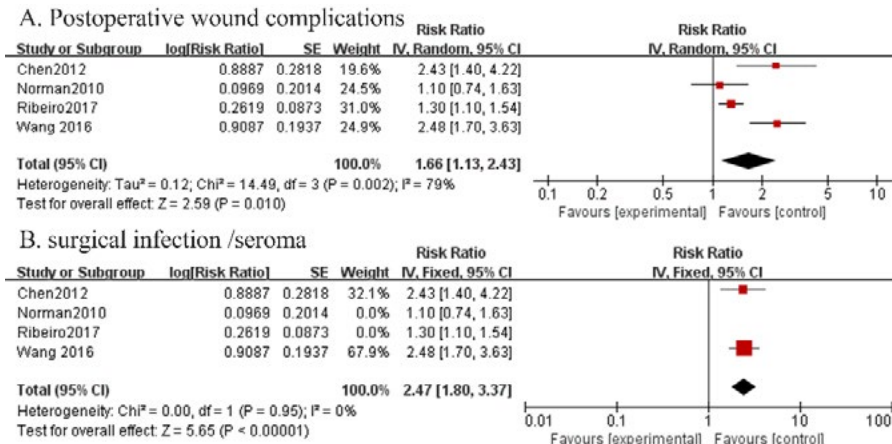 A. Postoperative wound complications
Risk Ratio Risk Ratio
Study or Subgroup log[Risk Ratio] SE Weight IV, Random, 95% CI IV, Random, 95% CI
Chen2012 0.8887 0.2818 19.6% 2.43 [1.40, 4.22]
Norman2010 0.0969 0.2014 24.5% 1.10 [0.74, 1.63]
Ribeiro2017 0.2619 0.0873 31.0% 1.30 [1.10, 1.54]
Wang 2016 0.9087 0.1937 24.9% 2.48 [1.70, 3.63]
Total (95% CI) 100.0% 1.66 [1.13, 2.43]
Heterogeneity: Tau² = 0.12; Chi² = 14.49, df = 3 (P = 0.002); I² = 79%
Test for overall effect: Z = 2.59 (P = 0.010)
0.1 0.2 0.5 1 2 5 10
Favours [experimental] Favours [control]
B. surgical infection /seroma
Risk Ratio Risk Ratio
Study or Subgroup log[Risk Ratio] SE Weight IV, Fixed, 95% CI IV, Fixed, 95% CI
Chen2012 0.8887 0.2818 32.1% 2.43 [1.40, 4.22]
Norman2010 0.0969 0.2014 0.0% 1.10 [0.74, 1.63]
Ribeiro2017 0.2619 0.0873 0.0% 1.30 [1.10, 1.54]
Wang 2016 0.9087 0.1937 67.9% 2.48 [1.70, 3.63]
Total (95% CI) 100.0% 2.47 [1.80, 3.37]
Heterogeneity: Chi² = 0.00, df = 1 (P = 0.95); I² = 0%
Test for overall effect: Z = 5.65 (P < 0.00001)
0.01 0.1 1 10 100
Favours [experimental] Favours [control]